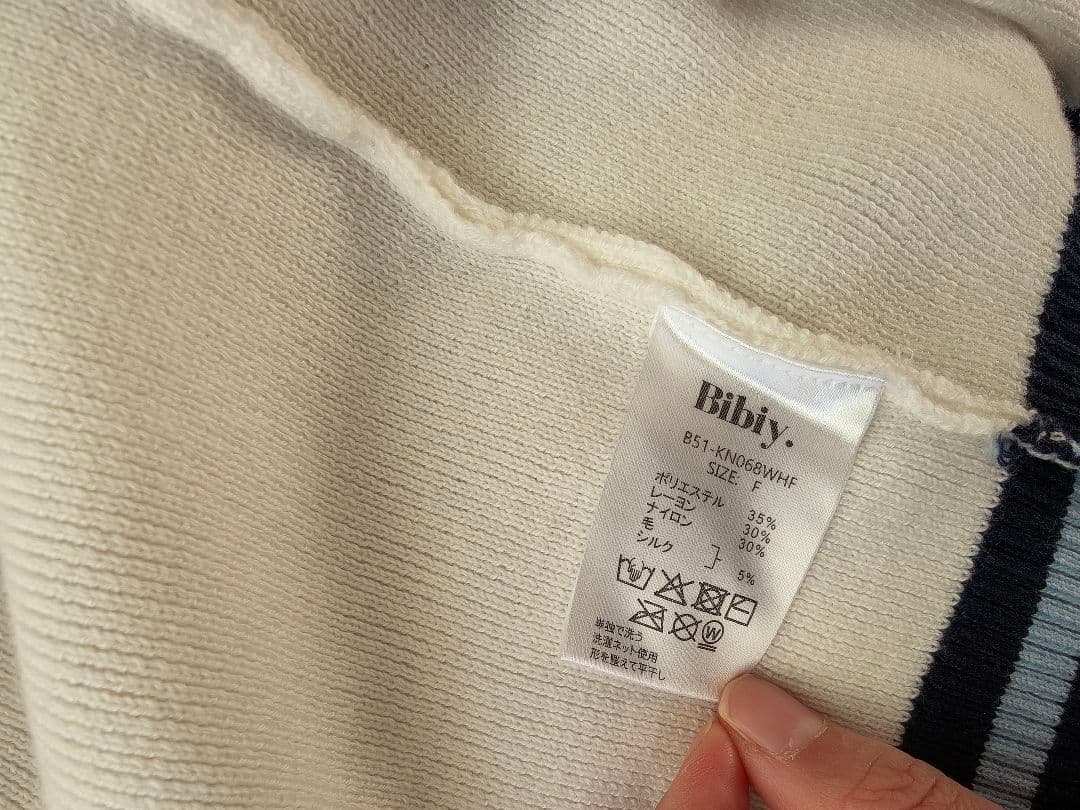 Bibiy.
B51-KN068WHF
SIZE: F
ポリエステル 35%
レーヨン 30%
ナイロン 30%
毛
シルク 5%
W
単独で洗う
洗濯ネット使用
形を整えて平干し